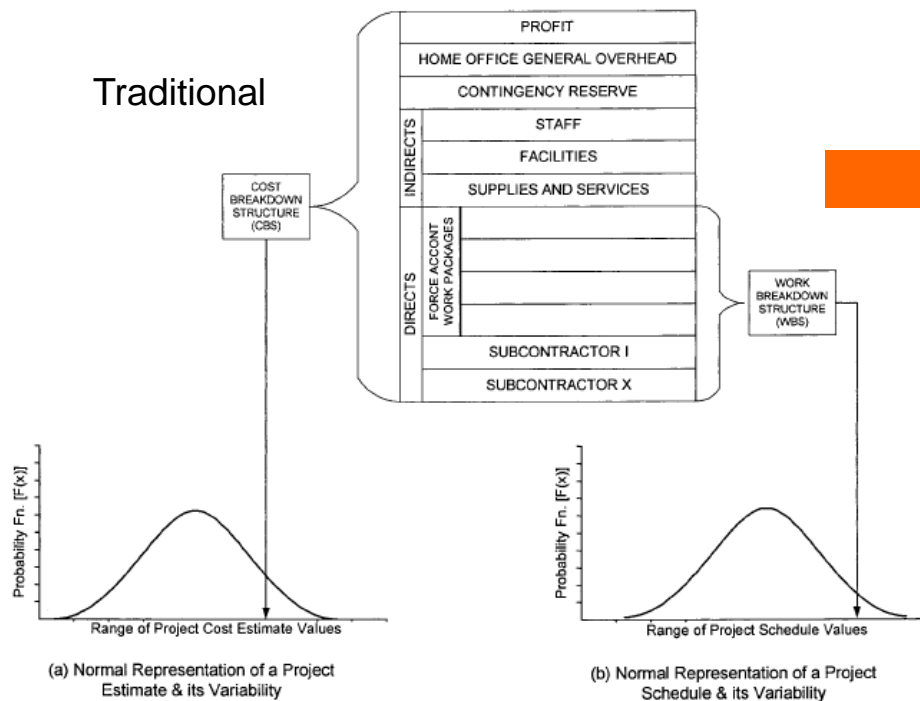 Traditional
PROFIT
HOME OFFICE GENERAL OVERHEAD
CONTINGENCY RESERVE
INDIRECTS
STAFF
FACILITIES
SUPPLIES AND SERVICES
COST
BREAKDOWN
STRUCTURE
(CBS)
DIRECTS
FORCE ACCONT
WORK PACKAGES
SUBCONTRACTOR I
SUBCONTRACTOR X
WORK
BREAKDOWN
STRUCTURE
(WBS)
Probability Fn. [F(x)]
Range of Project Cost Estimate Values
(a) Normal Representation of a Project
Estimate & its Variability
Probability Fn. [F(x)]
Range of Project Schedule Values
(b) Normal Representation of a Project
Schedule & its Variability